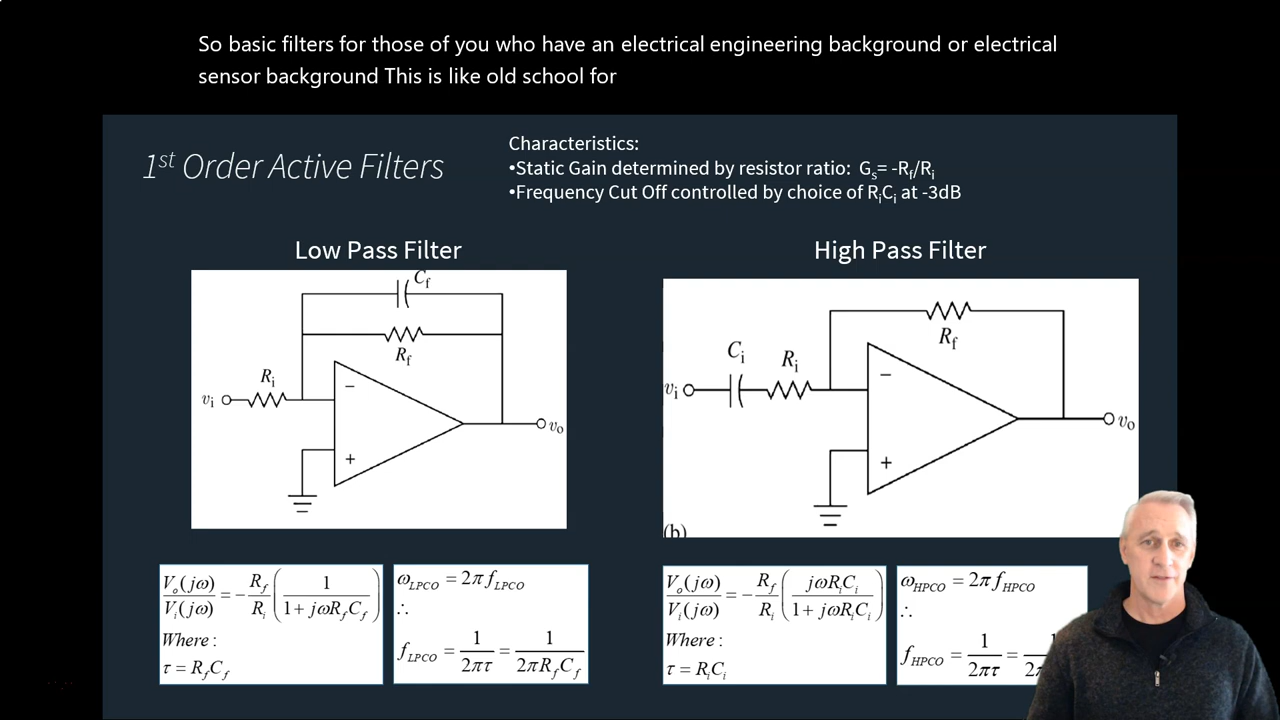 So basic filters for those of you who have an electrical engineering background or electrical
sensor background This is like old school for
1st Order Active Filters
Characteristics:
•Static Gain determined by resistor ratio: Gs= -Rf/Ri
•Frequency Cut Off controlled by choice of RiCi at -3dB
Low Pass Filter
High Pass Filter
Cf
Rf
Ri
vi
−
+
vo
Rf
Ci
Ri
vi
−
+
vo
(b)
Vo(jω)/Vi(jω) = −Rf/Ri (1/(1+ jωRfCf))
Where :
τ = RfCf
ωLPCO = 2π fLPCO
∴
fLPCO = 1/2πτ = 1/2πRfCf
Vo(jω)/Vi(jω) = −Rf/Ri (jωRiCi/(1+ jωRiCi))
Where :
τ = RiCi
ωHPCO = 2π fHPCO
∴
fHPCO = 1/2πτ =